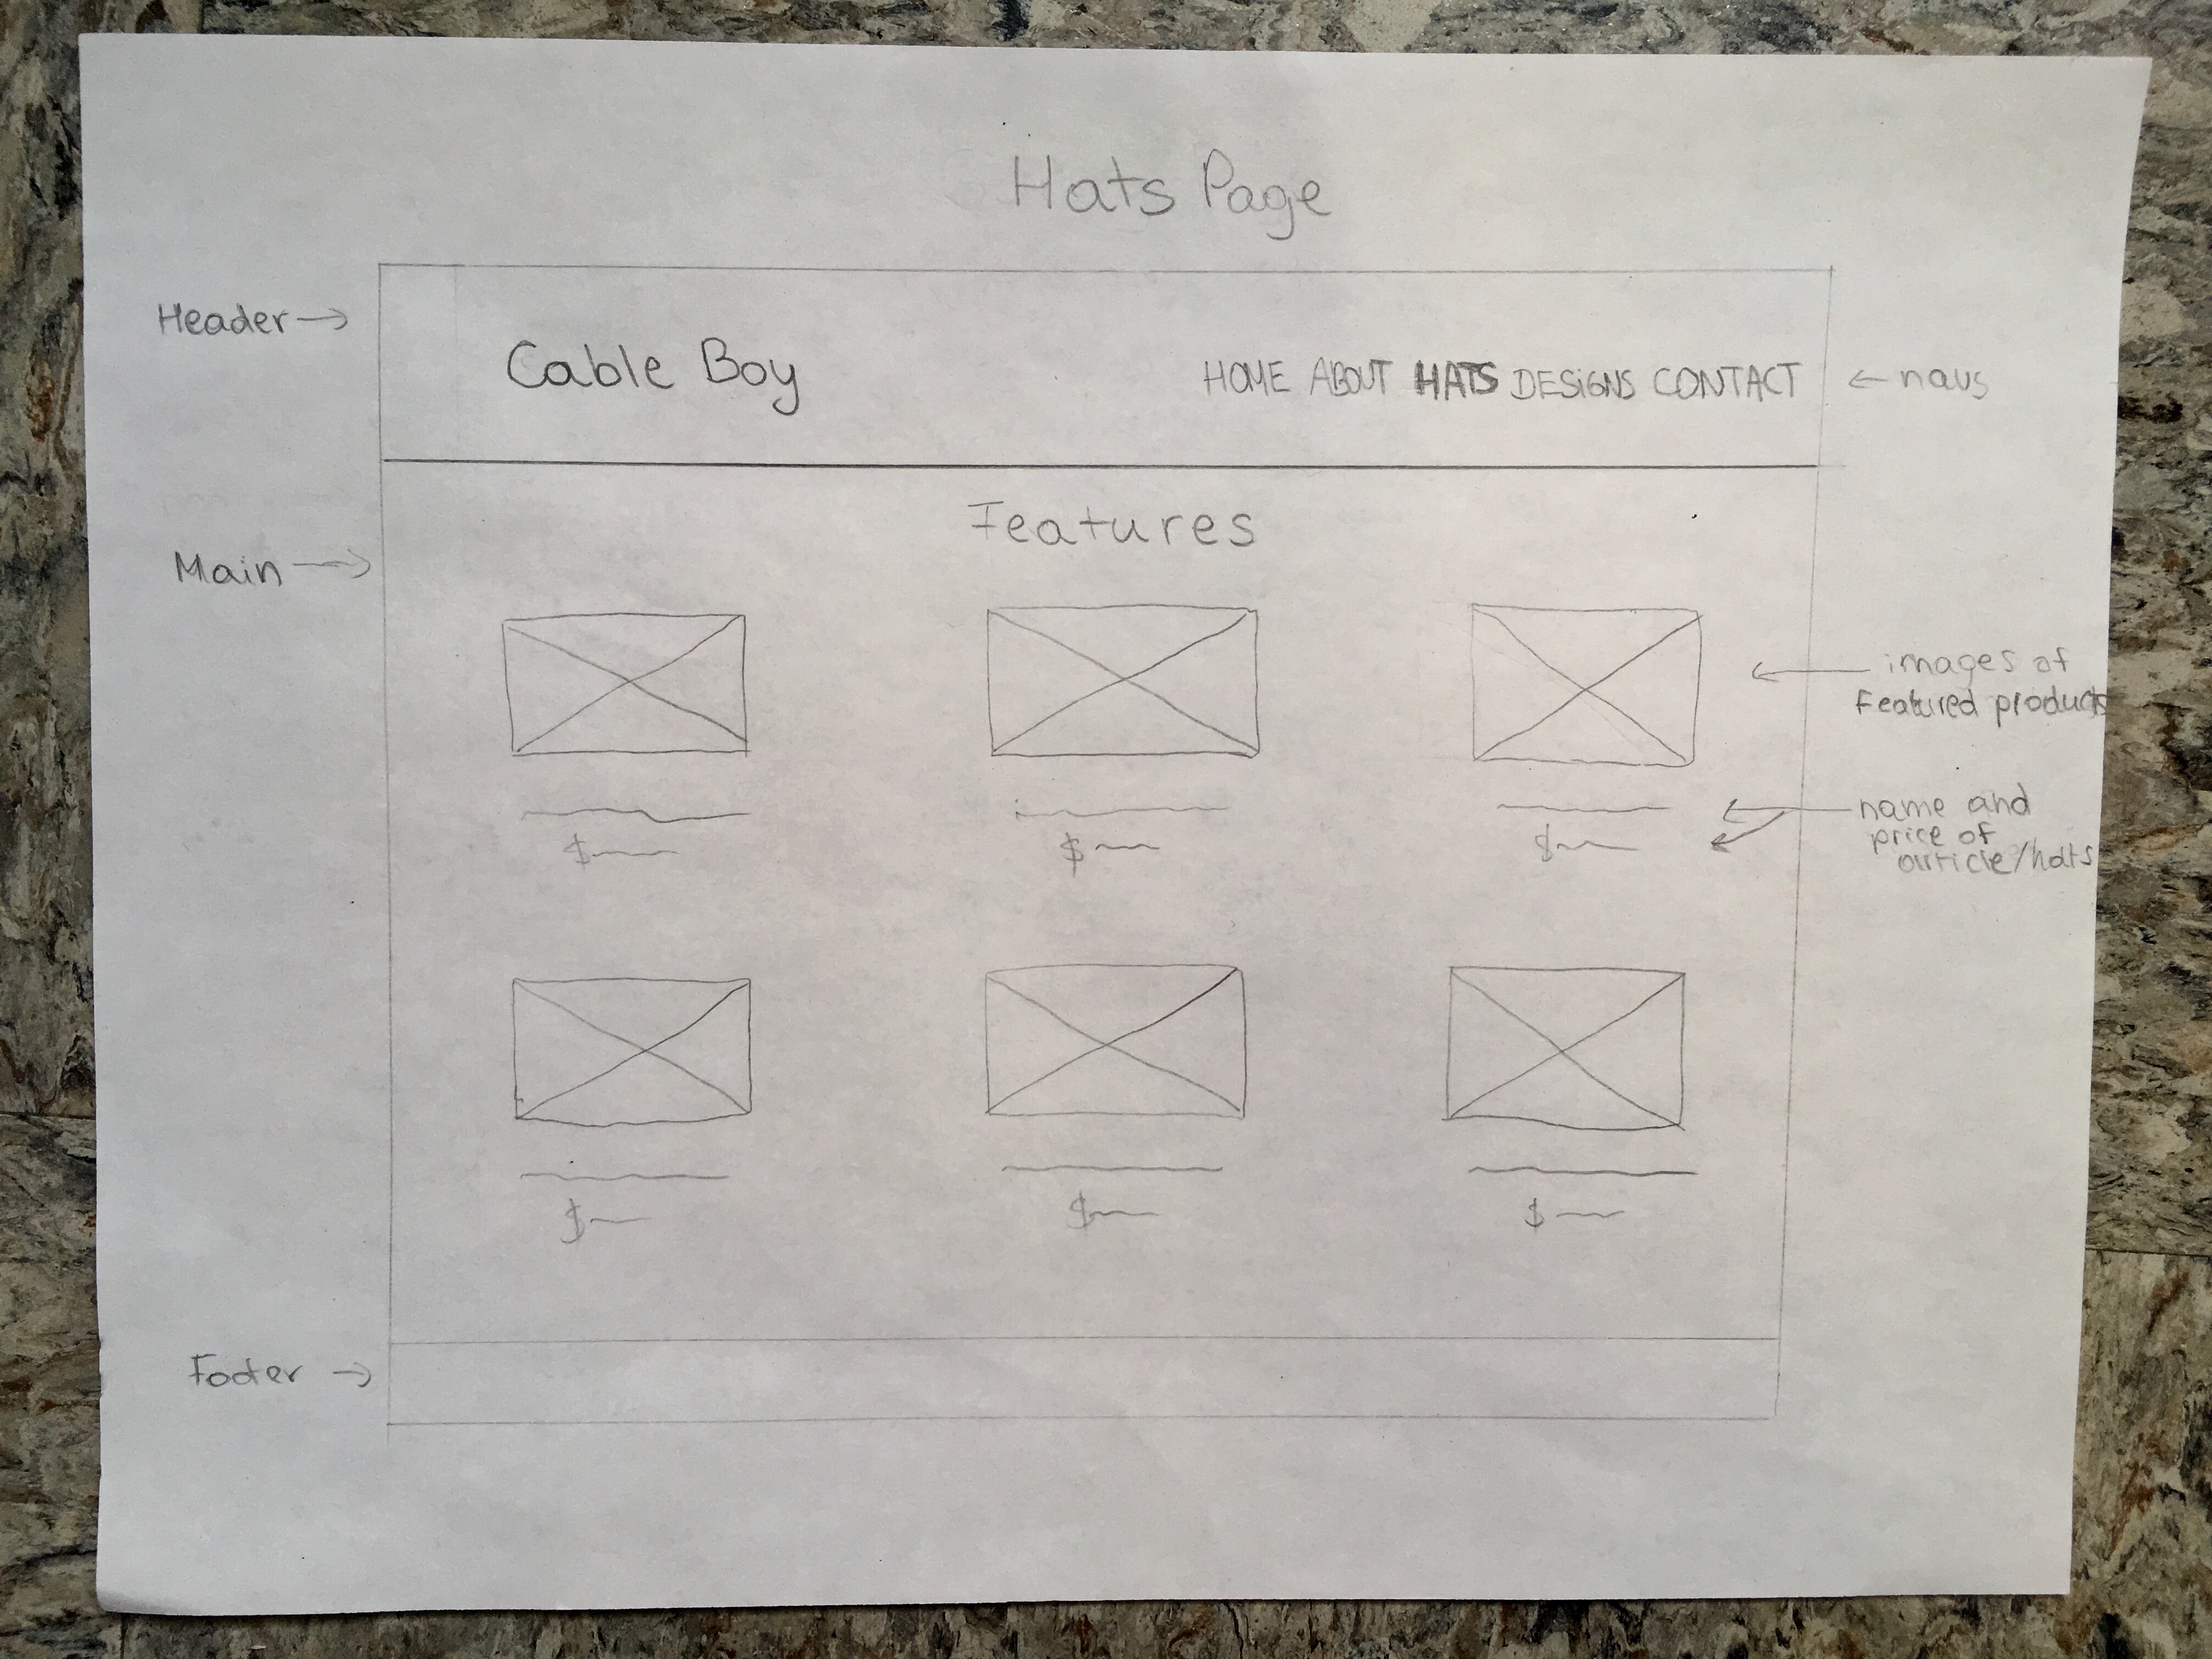 Hats Page
Header
Cable Boy
HOME ABOUT HATS DESIGNS CONTACT
navs
Features
Main
images of
Featured products
name and
price of
article/hats
$
$
$
$
$
$
Footer